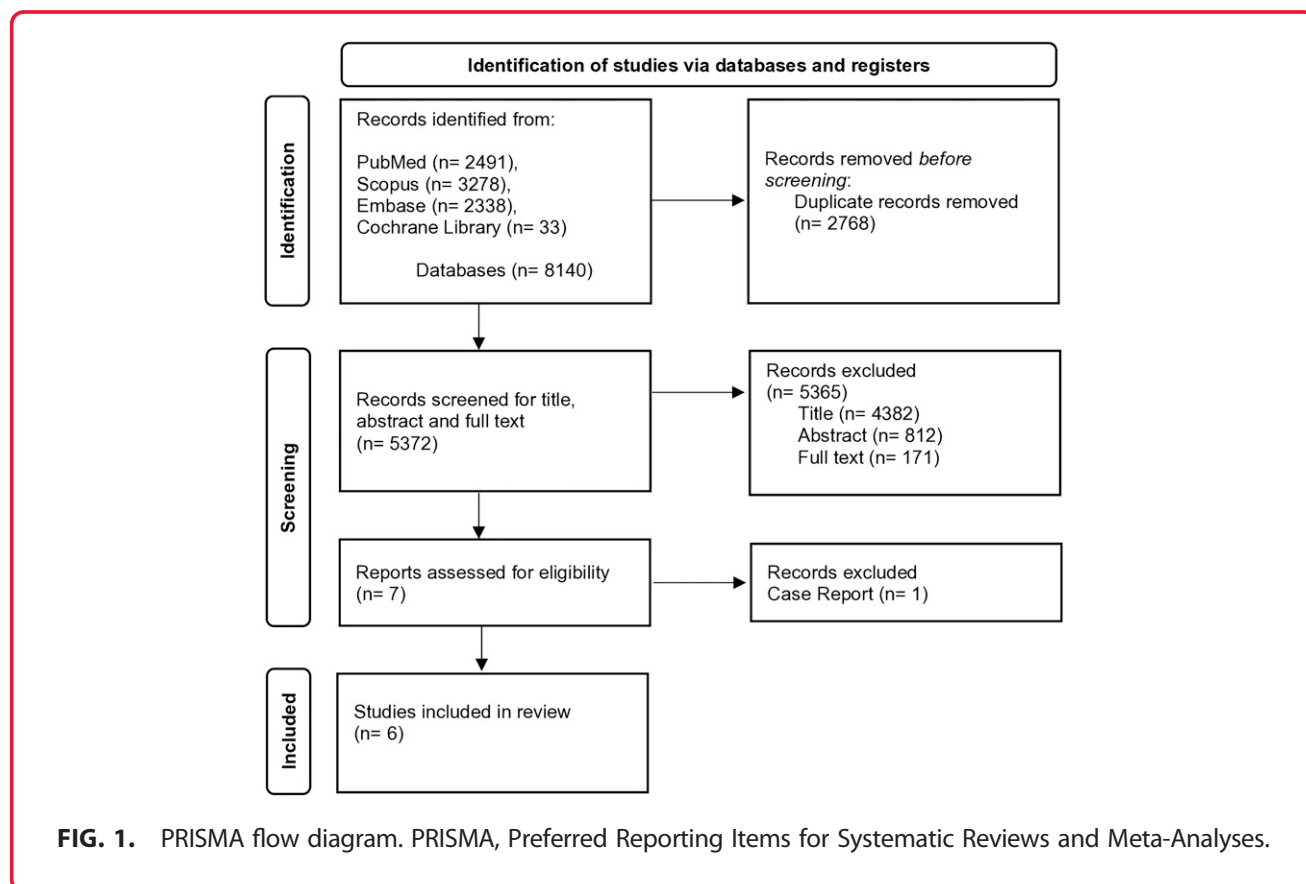 Identification of studies via databases and registers
Identification
Records identified from:
PubMed (n= 2491),
Scopus (n= 3278),
Embase (n= 2338),
Cochrane Library (n= 33)
Databases (n= 8140)
Records removed before
screening:
Duplicate records removed
(n= 2768)
Screening
Records screened for title,
abstract and full text
(n= 5372)
Records excluded
(n= 5365)
Title (n= 4382)
Abstract (n= 812)
Full text (n= 171)
Reports assessed for eligibility
(n= 7)
Records excluded
Case Report (n= 1)
Included
Studies included in review
(n= 6)
FIG. 1. PRISMA flow diagram. PRISMA, Preferred Reporting Items for Systematic Reviews and Meta-Analyses.